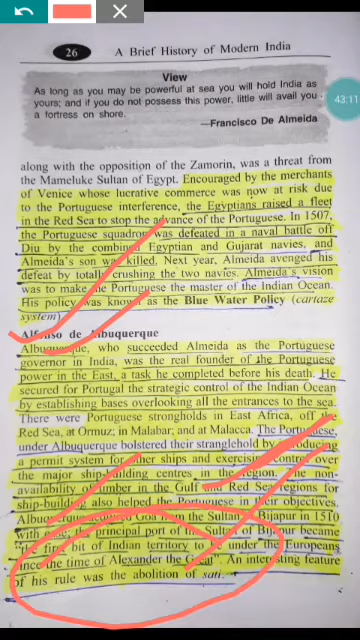 43:11
26 A Brief History of Modern India
View
As long as you may be powerful at sea you will hold India as
yours; and if you do not possess this power, little will avail you
a fortress on shore.
—Francisco De Almeida
along with the opposition of the Zamorin, was a threat from
the Mameluke Sultan of Egypt. Encouraged by the merchants
of Venice whose lucrative commerce was now at risk due
to the Portuguese interference, the Egyptians raised a fleet
in the Red Sea to stop the advance of the Portuguese. In 1507,
the Portuguese squadron was defeated in a naval battle off
Diu by the combined Egyptian and Gujarat navies, and
Almeida's son was killed. Next year, Almeida avenged his
defeat by totally crushing the two navies. Almeida's vision
was to make the Portuguese the master of the Indian Ocean.
His policy was known as the Blue Water Policy (cartaze
system).
Alfonso de Albuquerque
Albuquerque, who succeeded Almeida as the Portuguese
governor in India, was the real founder of the Portuguese
power in the East, a task he completed before his death. He
secured for Portugal the strategic control of the Indian Ocean
by establishing bases overlooking all the entrances to the sea.
There were Portuguese strongholds in East Africa, off the
Red Sea, at Ormuz; in Malabar; and at Malacca. The Portuguese,
under Albuquerque bolstered their stranglehold by introducing
a permit system for other ships and exercising control over
the major ship-building centres in the region. The non-
availability of timber in the Gulf and Red Sea regions for
ship-building also helped the Portuguese in their objectives.
Albuquerque acquired Goa from the Sultan of Bijapur in 1510
with ease; the principal port of the Sultan of Bijapur became
"the first bit of Indian territory to be under the Europeans
since the time of Alexander the Great". An interesting feature
of his rule was the abolition of sati.